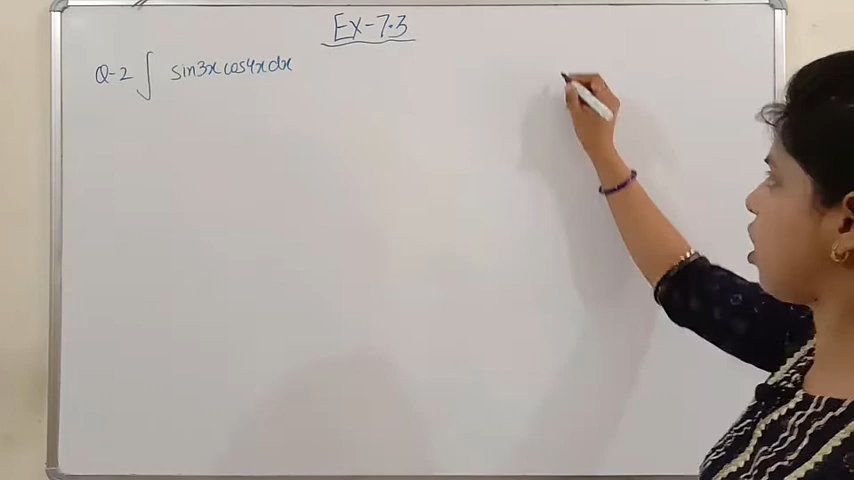 Ex-7.3
Q-2 ∫ sin3x cos4x dx